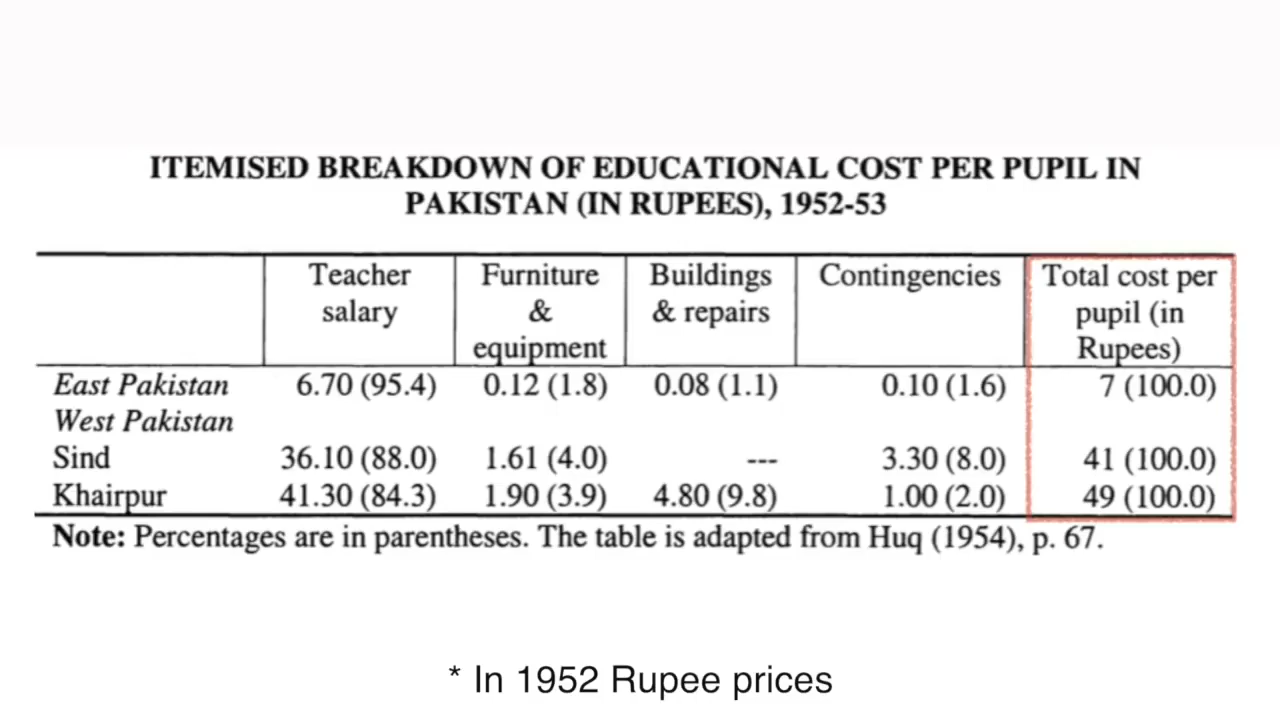 ITEMISED BREAKDOWN OF EDUCATIONAL COST PER PUPIL IN
PAKISTAN (IN RUPEES), 1952-53
Teacher salary Furniture & equipment Buildings & repairs Contingencies Total cost per pupil (in Rupees)
East Pakistan 6.70 (95.4) 0.12 (1.8) 0.08 (1.1) 0.10 (1.6) 7 (100.0)
West Pakistan
Sind 36.10 (88.0) 1.61 (4.0) --- 3.30 (8.0) 41 (100.0)
Khairpur 41.30 (84.3) 1.90 (3.9) 4.80 (9.8) 1.00 (2.0) 49 (100.0)
Note: Percentages are in parentheses. The table is adapted from Huq (1954), p. 67.
* In 1952 Rupee prices